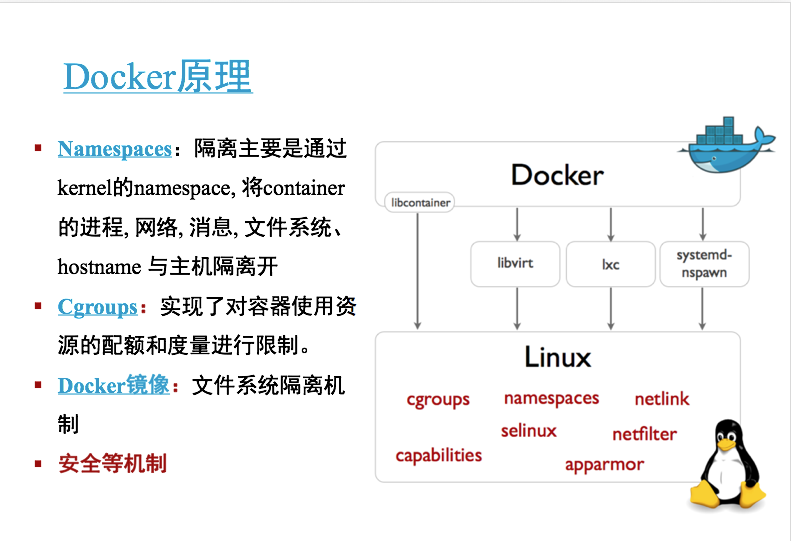 Docker原理
Namespaces：隔离主要是通过
kernel的namespace, 将container
的进程, 网络, 消息, 文件系统、
hostname 与主机隔离开
Cgroups：实现了对容器使用资
源的配额和度量进行限制。
Docker镜像：文件系统隔离机
制
安全等机制
Docker
libcontainer
libvirt
lxc
systemd-
nspawn
Linux
cgroups
namespaces
netlink
selinux
netfilter
capabilities
apparmor